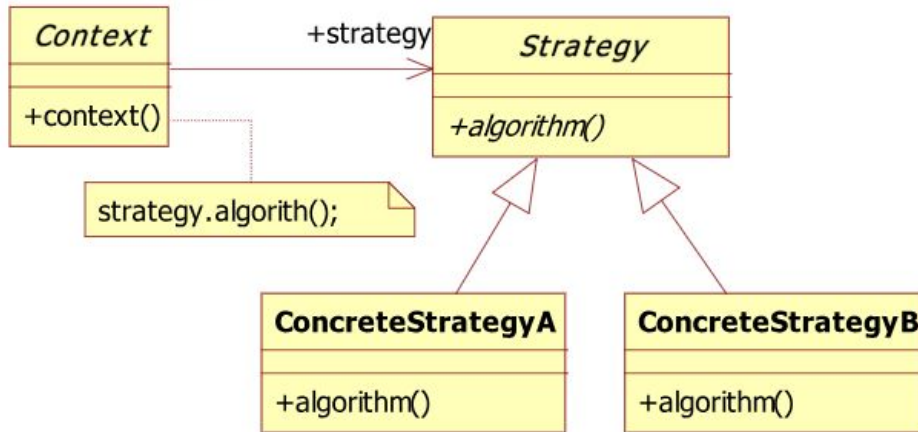 Context
+strategy
Strategy
+context()
+algorithm()
strategy.algorith();
ConcreteStrategyA
ConcreteStrategyB
+algorithm()
+algorithm()